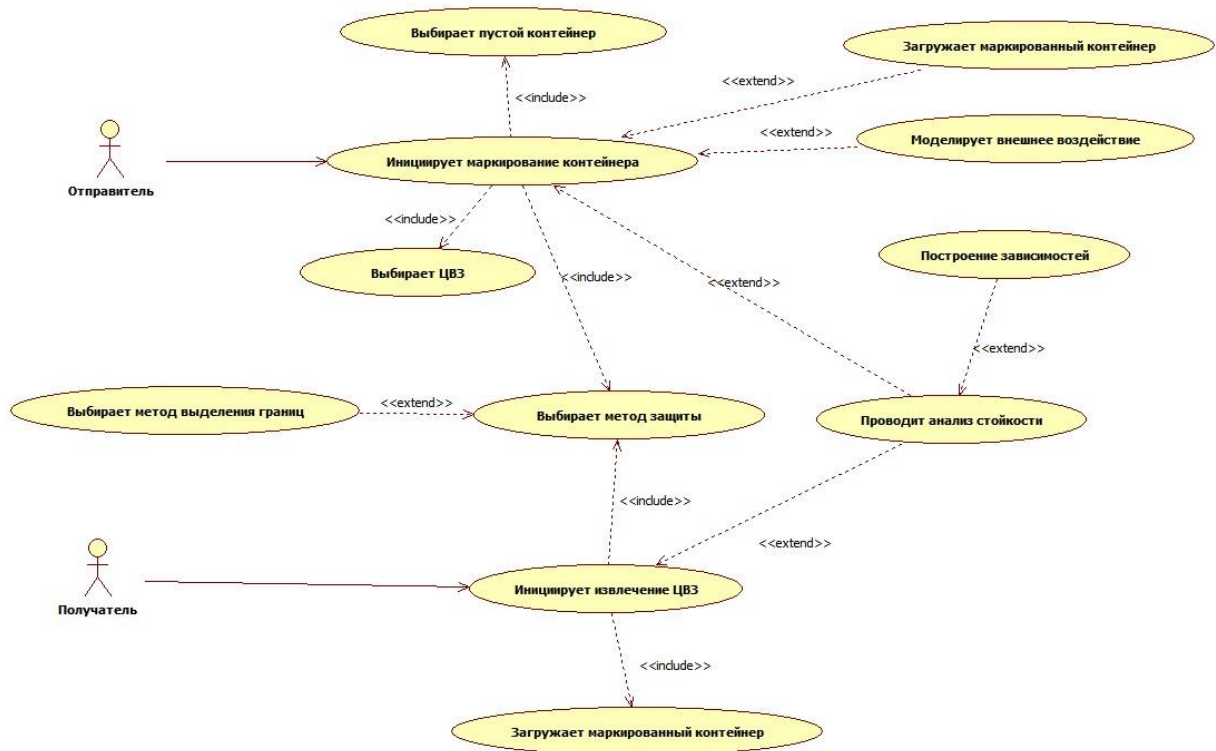 Выбирает пустой контейнер
Загружает маркированный контейнер
<<extend>>
<<include>>
<<extend>>
Моделирует внешнее воздействие
Инициирует маркирование контейнера
Отправитель
<<include>>
Построение зависимостей
Выбирает ЦВЗ
<<include>>
<<extend>>
<<extend>>
Выбирает метод выделения границ
<<extend>>
Выбирает метод защиты
Проводит анализ стойкости
<<include>>
<<extend>>
Инициирует извлечение ЦВЗ
Получатель
<<include>>
Загружает маркированный контейнер